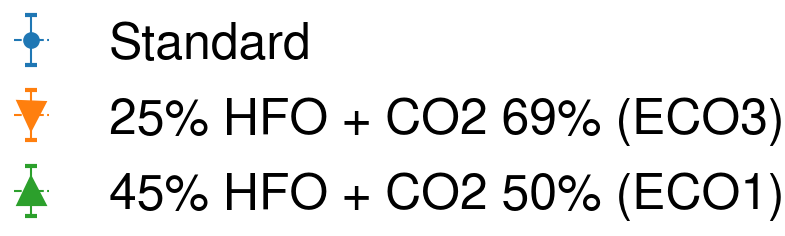 Standard
25% HFO + CO2 69% (ECO3)
45% HFO + CO2 50% (ECO1)